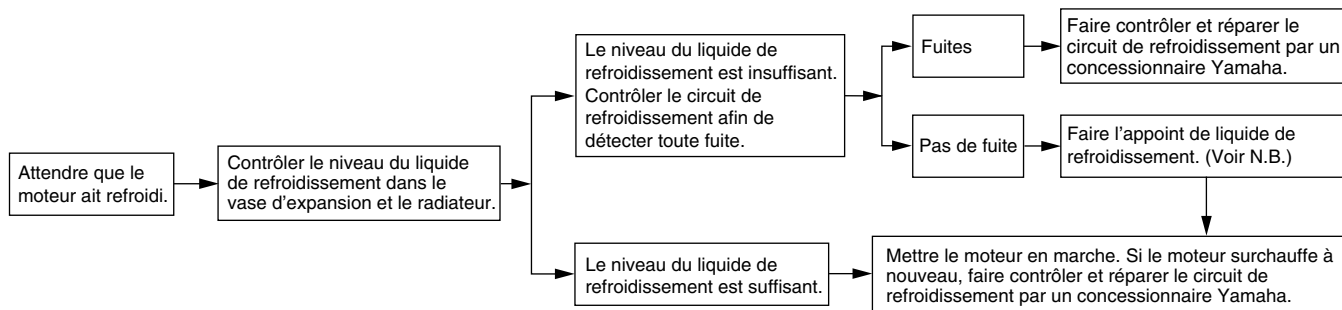 Attendre que le
moteur ait refroidi.
Contrôler le niveau du liquide
de refroidissement dans le
vase d'expansion et le radiateur.
Le niveau du liquide de
refroidissement est insuffisant.
Contrôler le circuit de
refroidissement afin de
détecter toute fuite.
Fuites
Faire contrôler et réparer le
circuit de refroidissement par un
concessionnaire Yamaha.
Pas de fuite
Faire l'appoint de liquide de
refroidissement. (Voir N.B.)
Le niveau du liquide de
refroidissement est suffisant.
Mettre le moteur en marche. Si le moteur surchauffe à
nouveau, faire contrôler et réparer le circuit de
refroidissement par un concessionnaire Yamaha.